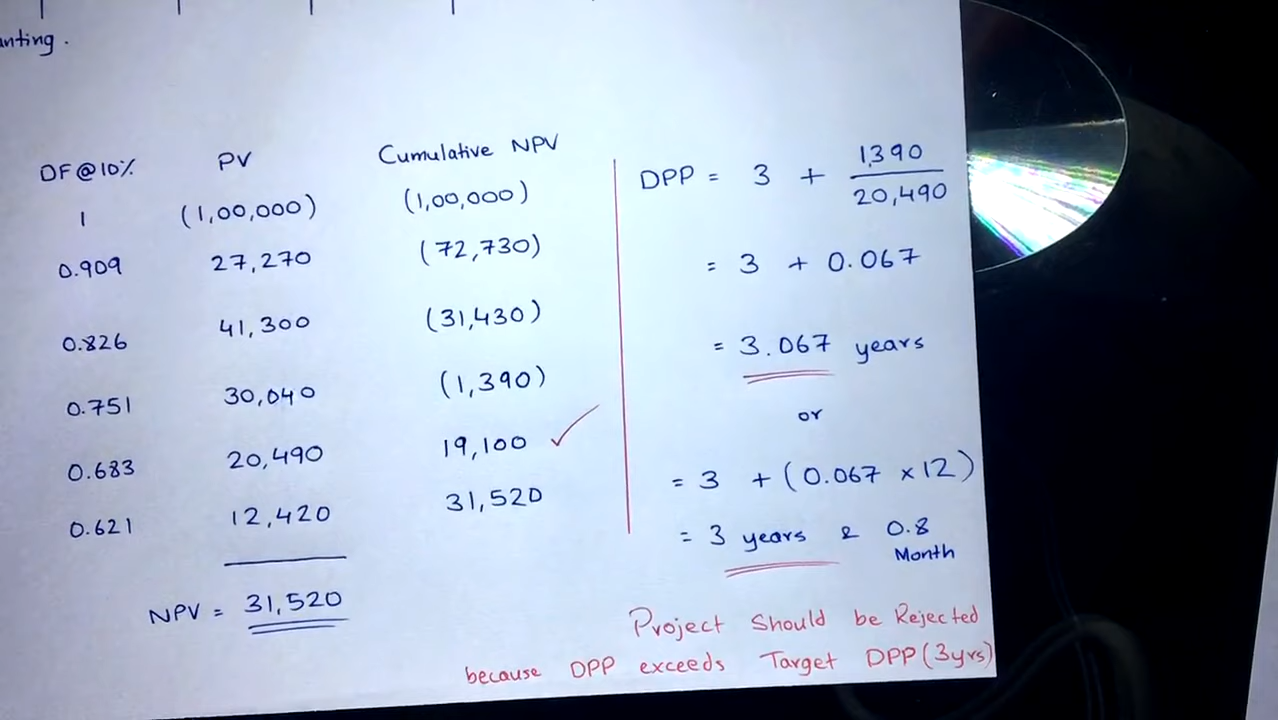 anting.
DF @10% PV Cumulative NPV
1 (1,00,000) (1,00,000)
0.909 27,270 (72,730)
0.826 41,300 (31,430)
0.751 30,040 (1,390)
0.683 20,490 19,100 ✓
0.621 12,420 31,520
NPV = 31,520
DPP = 3 + 1390/20,490
= 3 + 0.067
= 3.067 years
or
= 3 + (0.067 × 12)
= 3 years & 0.8 Month
Project Should be Rejected
because DPP exceeds Target DPP (3yrs)